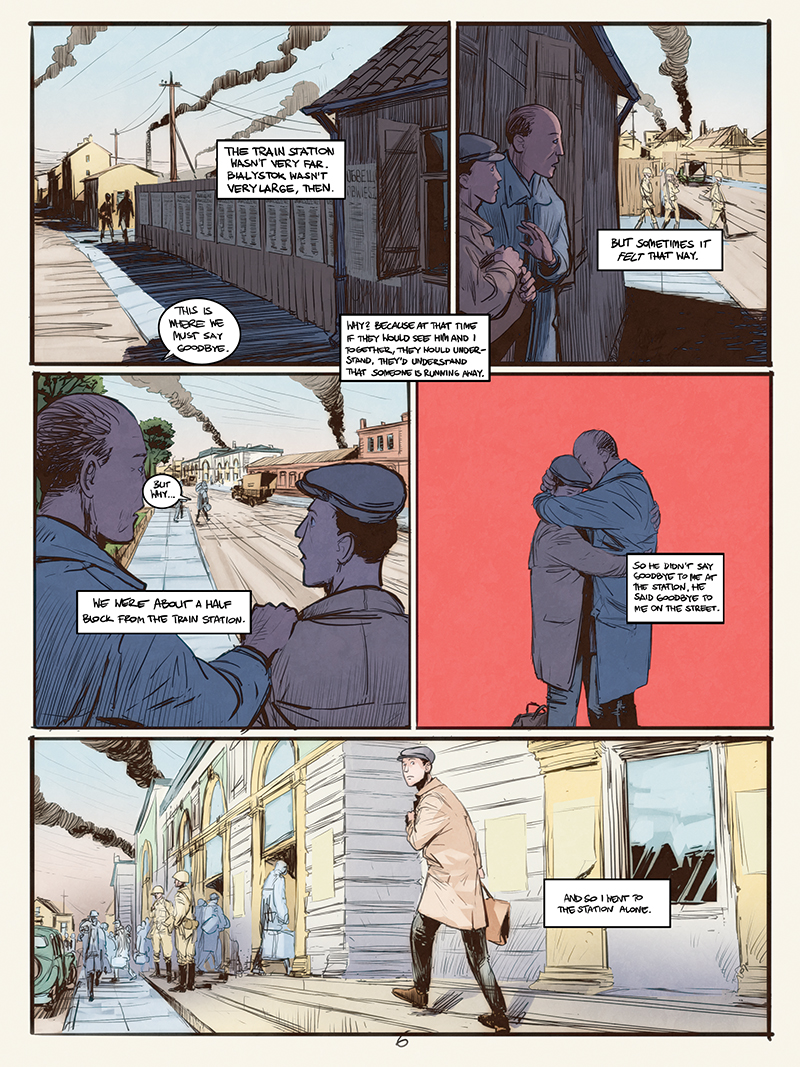 THE TRAIN STATION
WASN'T VERY FAR.
BIALYSTOK WASN'T
VERY LARGE, THEN.
THIS IS
WHERE WE
MUST SAY
GOODBYE.
BUT SOMETIMES IT
FELT THAT WAY.
WHY? BECAUSE AT THAT TIME
IF THEY WOULD SEE HIM AND I
TOGETHER, THEY WOULD UNDER-
STAND, THEY'D UNDERSTAND
THAT SOMEONE IS RUNNING AWAY.
BUT
WHY...
WE WERE ABOUT A HALF
BLOCK FROM THE TRAIN STATION.
SO HE DIDN'T SAY
GOODBYE TO ME AT
THE STATION, HE
SAID GOODBYE TO
ME ON THE STREET.
AND SO I WENT TO
THE STATION ALONE.
6